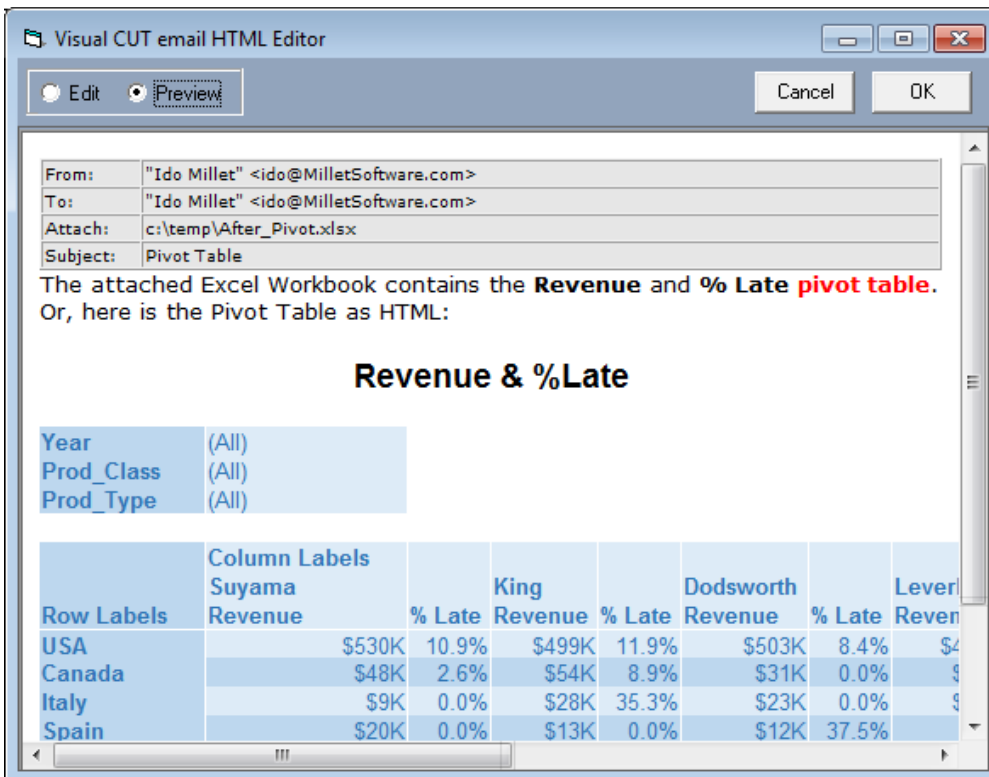 Visual CUT email HTML Editor
Edit Preview Cancel OK
From: "Ido Millet" <ido@MilletSoftware.com>
To: "Ido Millet" <ido@MilletSoftware.com>
Attach: c:\temp\After_Pivot.xlsx
Subject: Pivot Table
The attached Excel Workbook contains the Revenue and % Late pivot table.
Or, here is the Pivot Table as HTML:
Revenue & %Late
Year (All)
Prod_Class (All)
Prod_Type (All)
Column Labels
Suyama King Dodsworth
Row Labels Revenue % Late Revenue % Late Revenue % Late
USA $530K 10.9% $499K 11.9% $503K 8.4%
Canada $48K 2.6% $54K 8.9% $31K 0.0%
Italy $9K 0.0% $28K 35.3% $23K 0.0%
Spain $20K 0.0% $13K 0.0% $12K 37.5%